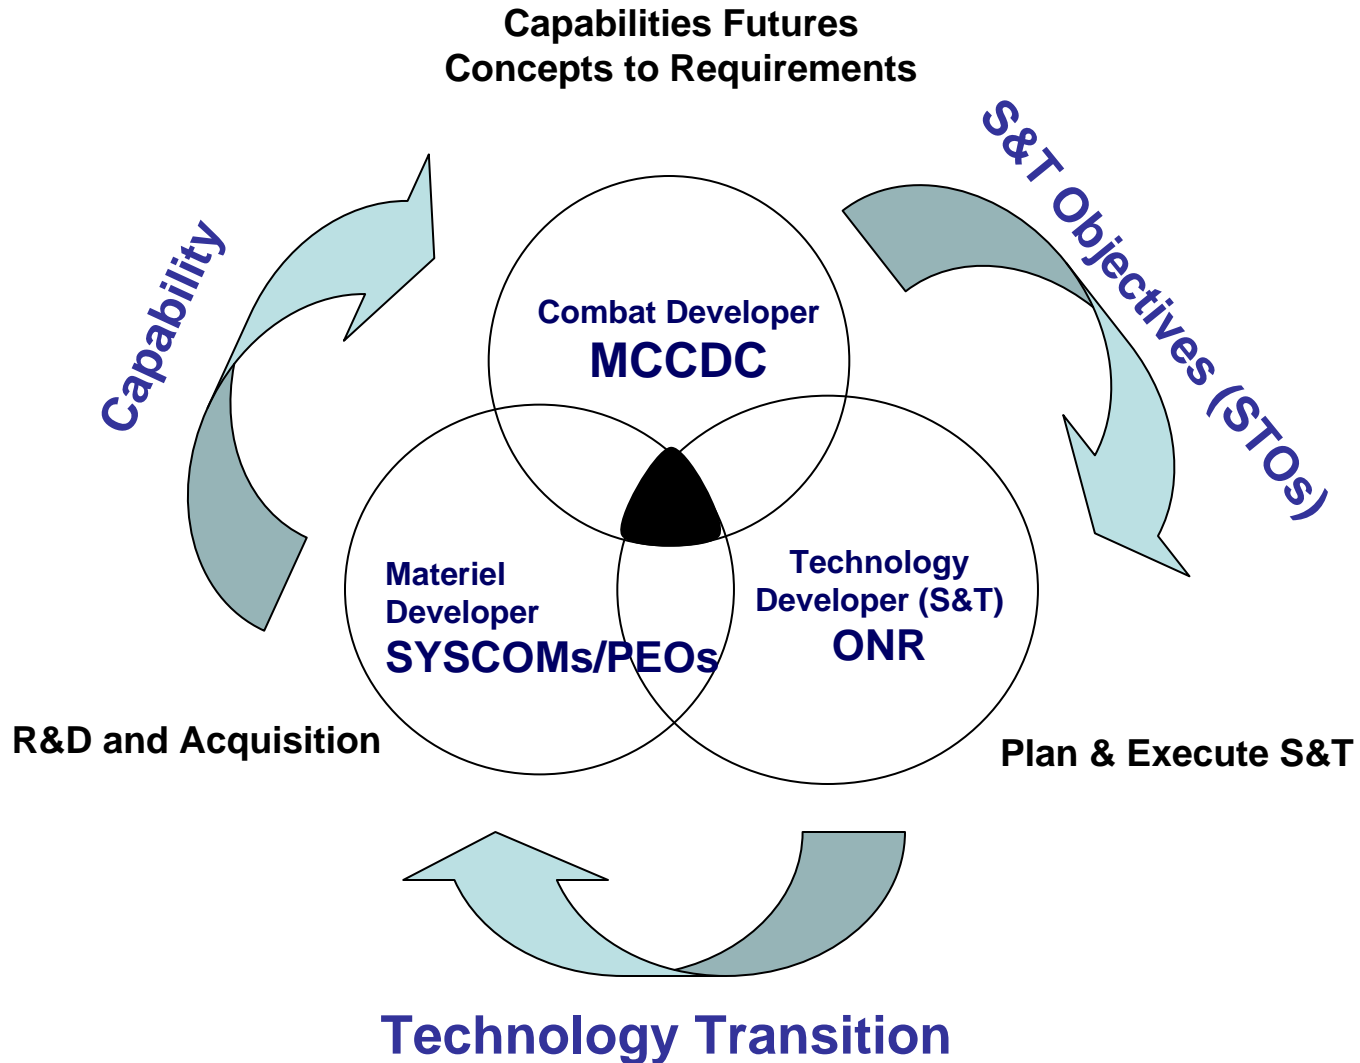 Capabilities Futures
Concepts to Requirements
S&T Objectives (STOs)
Capability
Combat Developer
MCCDC
Materiel
Developer
SYSCOMs/PEOs
Technology
Developer (S&T)
ONR
R&D and Acquisition
Plan & Execute S&T
Technology Transition